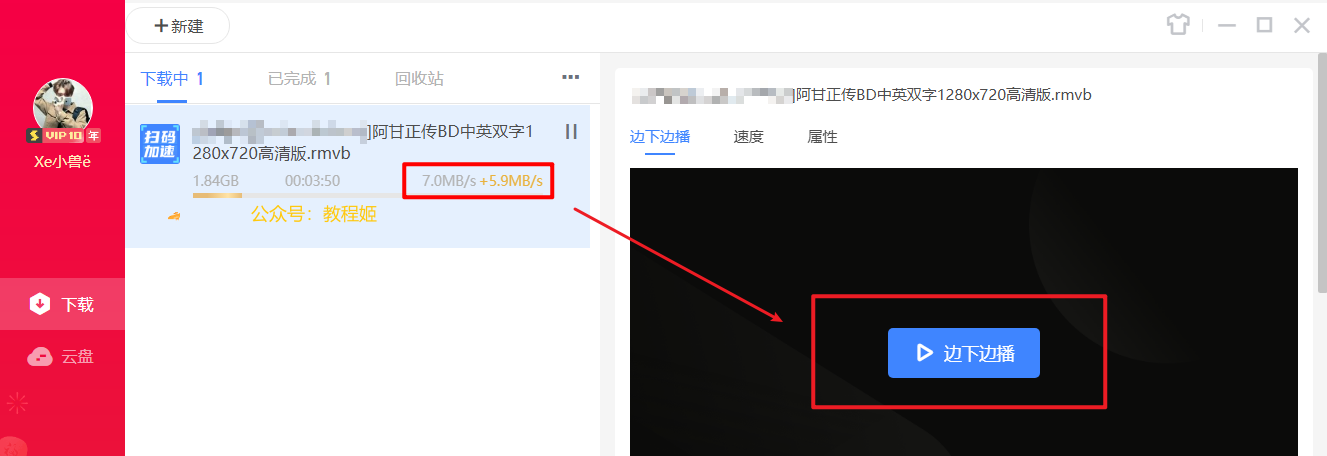 VIP 10 年
Xe小兽ё
下载
云盘
新建
下载中 1
已完成 1
回收站
扫码
加速
]阿甘正传BD中英双字1
280x720高清版.rmvb
1.84GB 00:03:50 7.0MB/s +5.9MB/s
公众号：教程姬
]阿甘正传BD中英双字1280x720高清版.rmvb
边下边播 速度 属性
边下边播